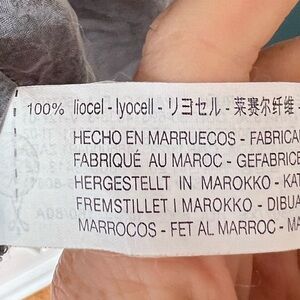 100% liocel - lyocell - リヨセル - 莱赛尔纤维 -
HECHO EN MARRUECOS - FABRICA
FABRIQUÉ AU MAROC - GEFABRICE
HERGESTELLT IN MAROKKO - KAT
FREMSTILLET I MAROKKO - DIBUA
MARROCOS - FET AL MARROC - MA